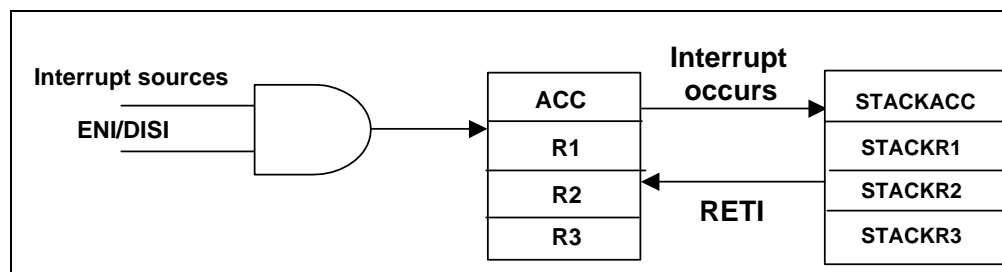 Interrupt sources
ENI/DISI
ACC
R1
R2
R3
Interrupt
occurs
RETI
STACKACC
STACKR1
STACKR2
STACKR3